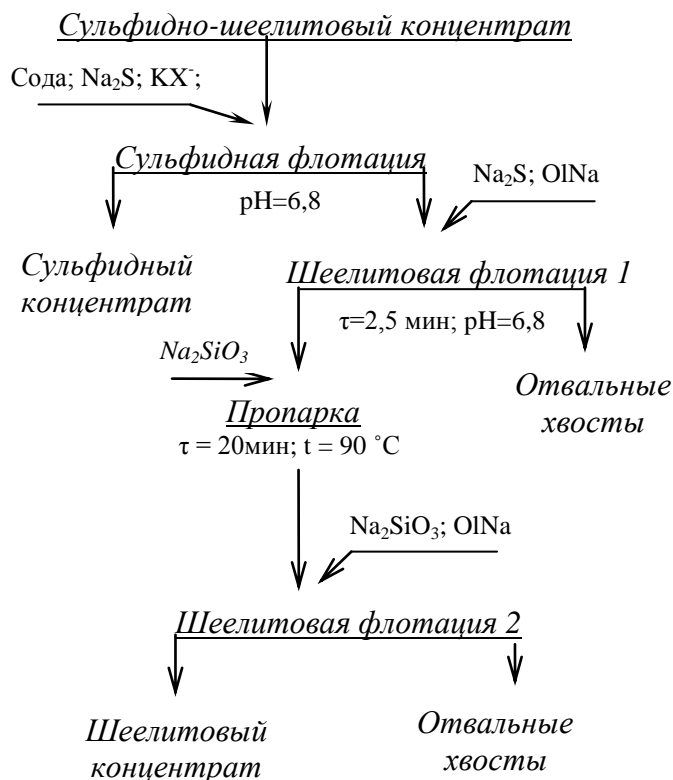 Сульфидно-шеелитовый концентрат
Сода; Na₂S; KX⁻;
Сульфидная флотация
pH=6,8
Na₂S; OlNa
Сульфидный
концентрат
Шеелитовая флотация 1
τ=2,5 мин; pH=6,8
Na₂SiO₃
Отвальные
хвосты
Пропарка
τ = 20мин; t = 90 ˚C
Na₂SiO₃; OlNa
Шеелитовая флотация 2
Шеелитовый
концентрат
Отвальные
хвосты